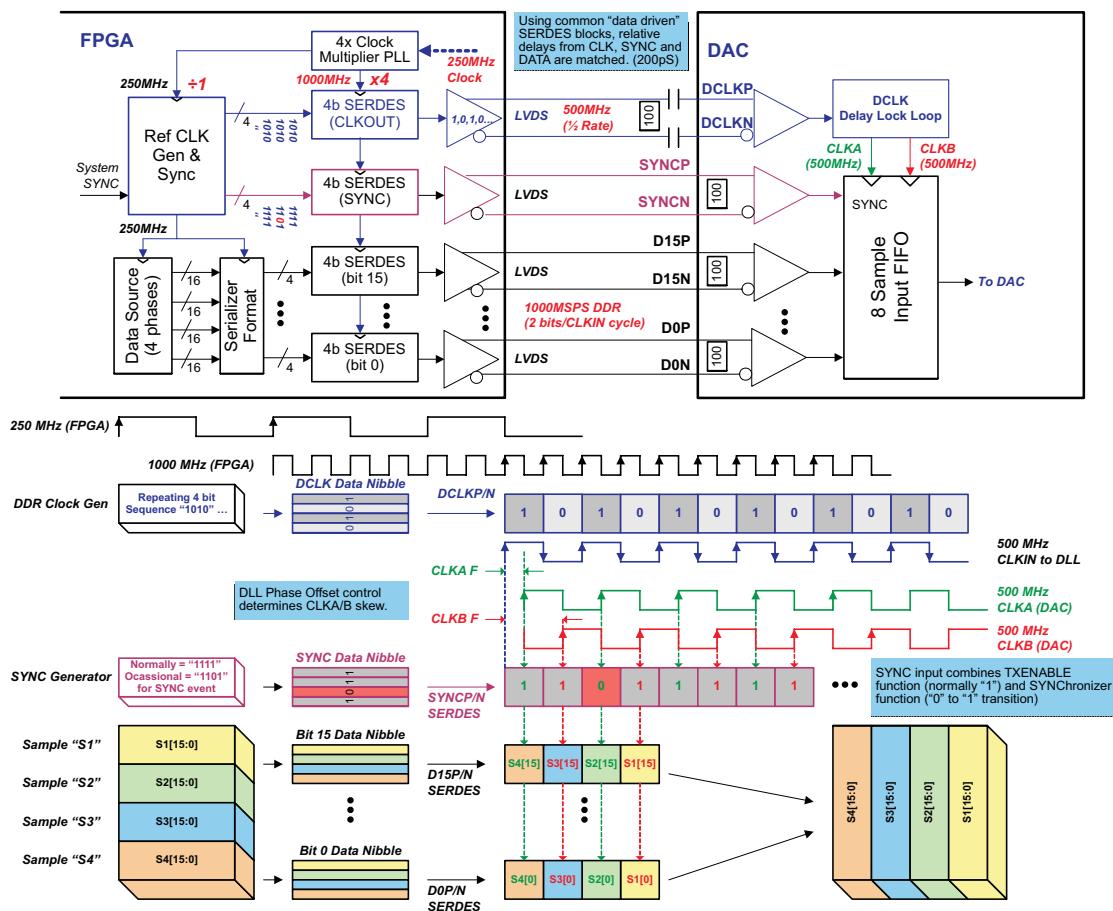 FPGA
4x Clock
Multiplier PLL
250MHz
Clock
Using common “data driven”
SERDES blocks, relative
delays from CLK, SYNC and
DATA are matched. (200pS)
DAC
250MHz
÷1
1000MHz
x4
Ref CLK
Gen &
Sync
4
1010
1010
1010
"
4b SERDES
(CLKOUT)
1,0,1,0...
LVDS
500MHz
(½ Rate)
100
DCLKP
DCLKN
DCLK
Delay Lock Loop
CLKA
(500MHz)
CLKB
(500MHz)
System
SYNC
4
1111
1101
1111
"
4b SERDES
(SYNC)
LVDS
SYNCP
SYNCN
100
SYNC
8 Sample
Input FIFO
To DAC
250MHz
Data Source
(4 phases)
16
16
16
16
Serializer
Format
4
4
4b SERDES
(bit 15)
LVDS
D15P
D15N
100
1000MSPS DDR
(2 bits/CLKIN cycle)
4b SERDES
(bit 0)
LVDS
D0P
D0N
100
250 MHz (FPGA)
1000 MHz (FPGA)
DDR Clock Gen
Repeating 4 bit
Sequence “1010” ...
DCLK Data Nibble
0 1 0 1
DCLKP/N
1 0 1 0 1 0 1 0 1 0 1 0
500 MHz
CLKIN to DLL
CLKA F
DLL Phase Offset control
determines CLKA/B skew.
500 MHz
CLKA (DAC)
CLKB F
500 MHz
CLKB (DAC)
SYNC Generator
Normally = “1111”
Ocassional = “1101”
for SYNC event
SYNC Data Nibble
1 0 1 1
SYNCP/N
SERDES
1 1 0 1 1 1 1 1
SYNC input combines TXENABLE
function (normally “1”) and SYNChronizer
function (“0” to “1” transition)
Sample “S1”
S1[15:0]
Sample “S2”
S2[15:0]
Sample “S3”
S3[15:0]
Sample “S4”
S4[15:0]
Bit 15 Data Nibble
D15P/N
SERDES
S4[15] S3[15] S2[15] S1[15]
Bit 0 Data Nibble
D0P/N
SERDES
S4[0] S3[0] S2[0] S1[0]
S4[15:0]
S3[15:0]
S2[15:0]
S1[15:0]